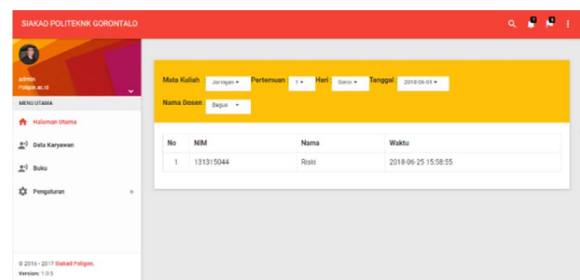 SIAKAD POLITEKNK GORONTALO
admin
Poligon.ac.id
MENU UTAMA
Halaman Utama
Data Karyawan
Buku
Pengaturan +
© 2016 - 2017 Siakad Poligon.
Version: 1.0.5
Mata Kuliah : Jaringan Pertemuan : 1 Hari : Senin Tanggal : 2018-06-01
Nama Dosen : Bagus
No NIM Nama Waktu
1 131315044 Riski 2018-06-25 15:58:55